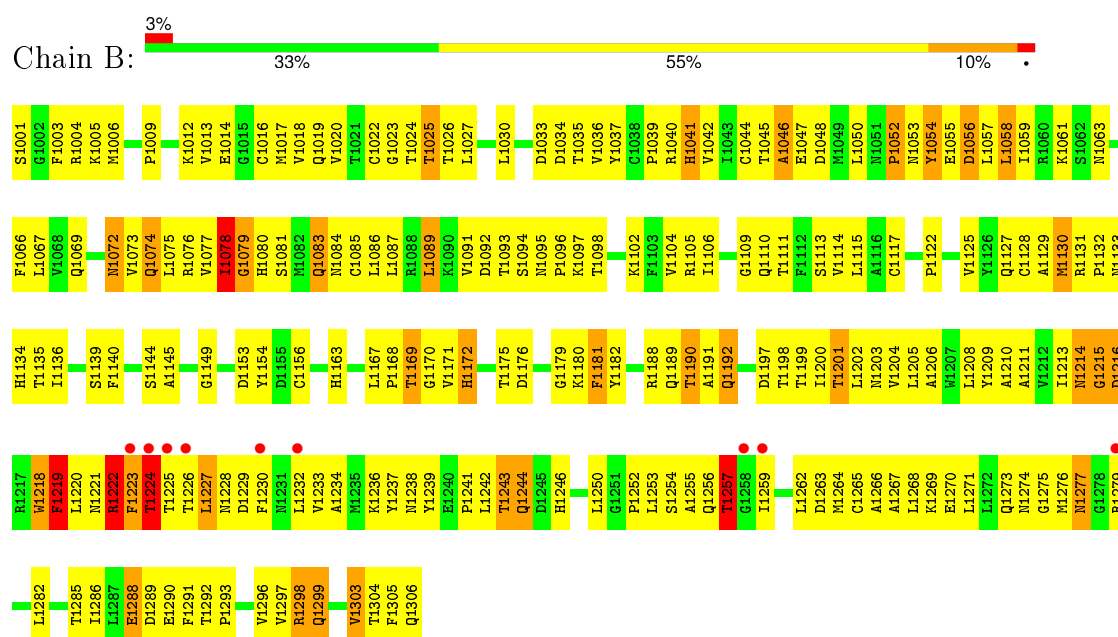 3%
Chain B:
33% 55% 10% •
S1001 G1002 F1003 R1004 K1005 M1006 P1009 K1012 V1013 E1014 G1015 C1016 M1017 V1018 Q1019 V1020 T1021 C1022 G1023 T1024 T1025 T1026 L1027 L1030 D1033 D1034 T1035 V1036 Y1037 C1038 P1039 R1040 H1041 V1042 I1043 C1044 T1045 A1046 E1047 D1048 M1049 L1050 N1051 P1052 N1053 Y1054 E1055 D1056 L1057 L1058 I1059 R1060 K1061 S1062 N1063
F1066 L1067 V1068 Q1069 N1072 V1073 Q1074 L1075 R1076 V1077 I1078 G1079 H1080 S1081 M1082 Q1083 N1084 C1085 L1086 L1087 R1088 L1089 K1090 V1091 D1092 T1093 S1094 N1095 P1096 K1097 T1098 K1102 F1103 V1104 R1105 I1106 G1109 Q1110 T1111 F1112 S1113 V1114 L1115 A1116 C1117 P1122 V1125 Y1126 Q1127 C1128 A1129 M1130 R1131 P1132 N1133
H1134 T1135 I1136 S1139 F1140 S1144 A1145 G1149 D1153 Y1154 D1155 C1156 H1163 L1167 P1168 T1169 G1170 V1171 H1172 T1175 D1176 G1179 K1180 F1181 Y1182 R1188 Q1189 T1190 A1191 Q1192 D1197 T1198 T1199 I1200 T1201 L1202 N1203 V1204 L1205 A1206 W1207 L1208 Y1209 A1210 A1211 V1212 I1213 N1214 G1215 D1216
R1217 W1218 F1219 L1220 N1221 R1222 F1223 T1224 T1225 T1226 L1227 N1228 D1229 F1230 N1231 L1232 V1233 A1234 M1235 K1236 Y1237 N1238 Y1239 E1240 P1241 L1242 T1243 Q1244 D1245 H1246 L1250 G1251 P1252 L1253 S1254 A1255 Q1256 T1257 G1258 I1259 L1262 D1263 M1264 C1265 A1266 A1267 L1268 K1269 E1270 L1271 L1272 Q1273 N1274 G1275 M1276 N1277 G1278 R1279
L1282 T1285 I1286 L1287 E1288 D1289 E1290 F1291 T1292 P1293 V1296 V1297 R1298 Q1299 V1303 T1304 F1305 Q1306